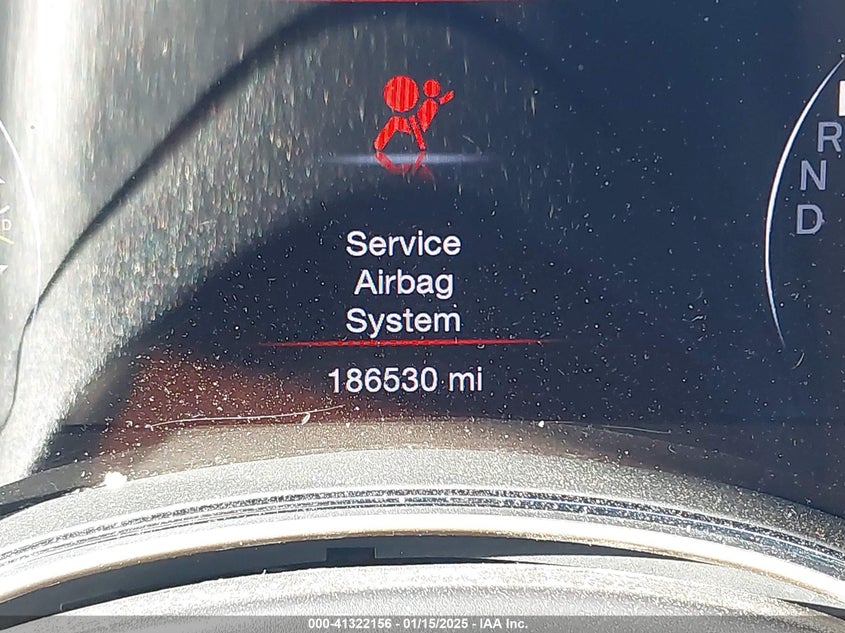 R
N
D
Service
Airbag
System
186530 mi
000-41322156 - 01/15/2025 - IAA Inc.